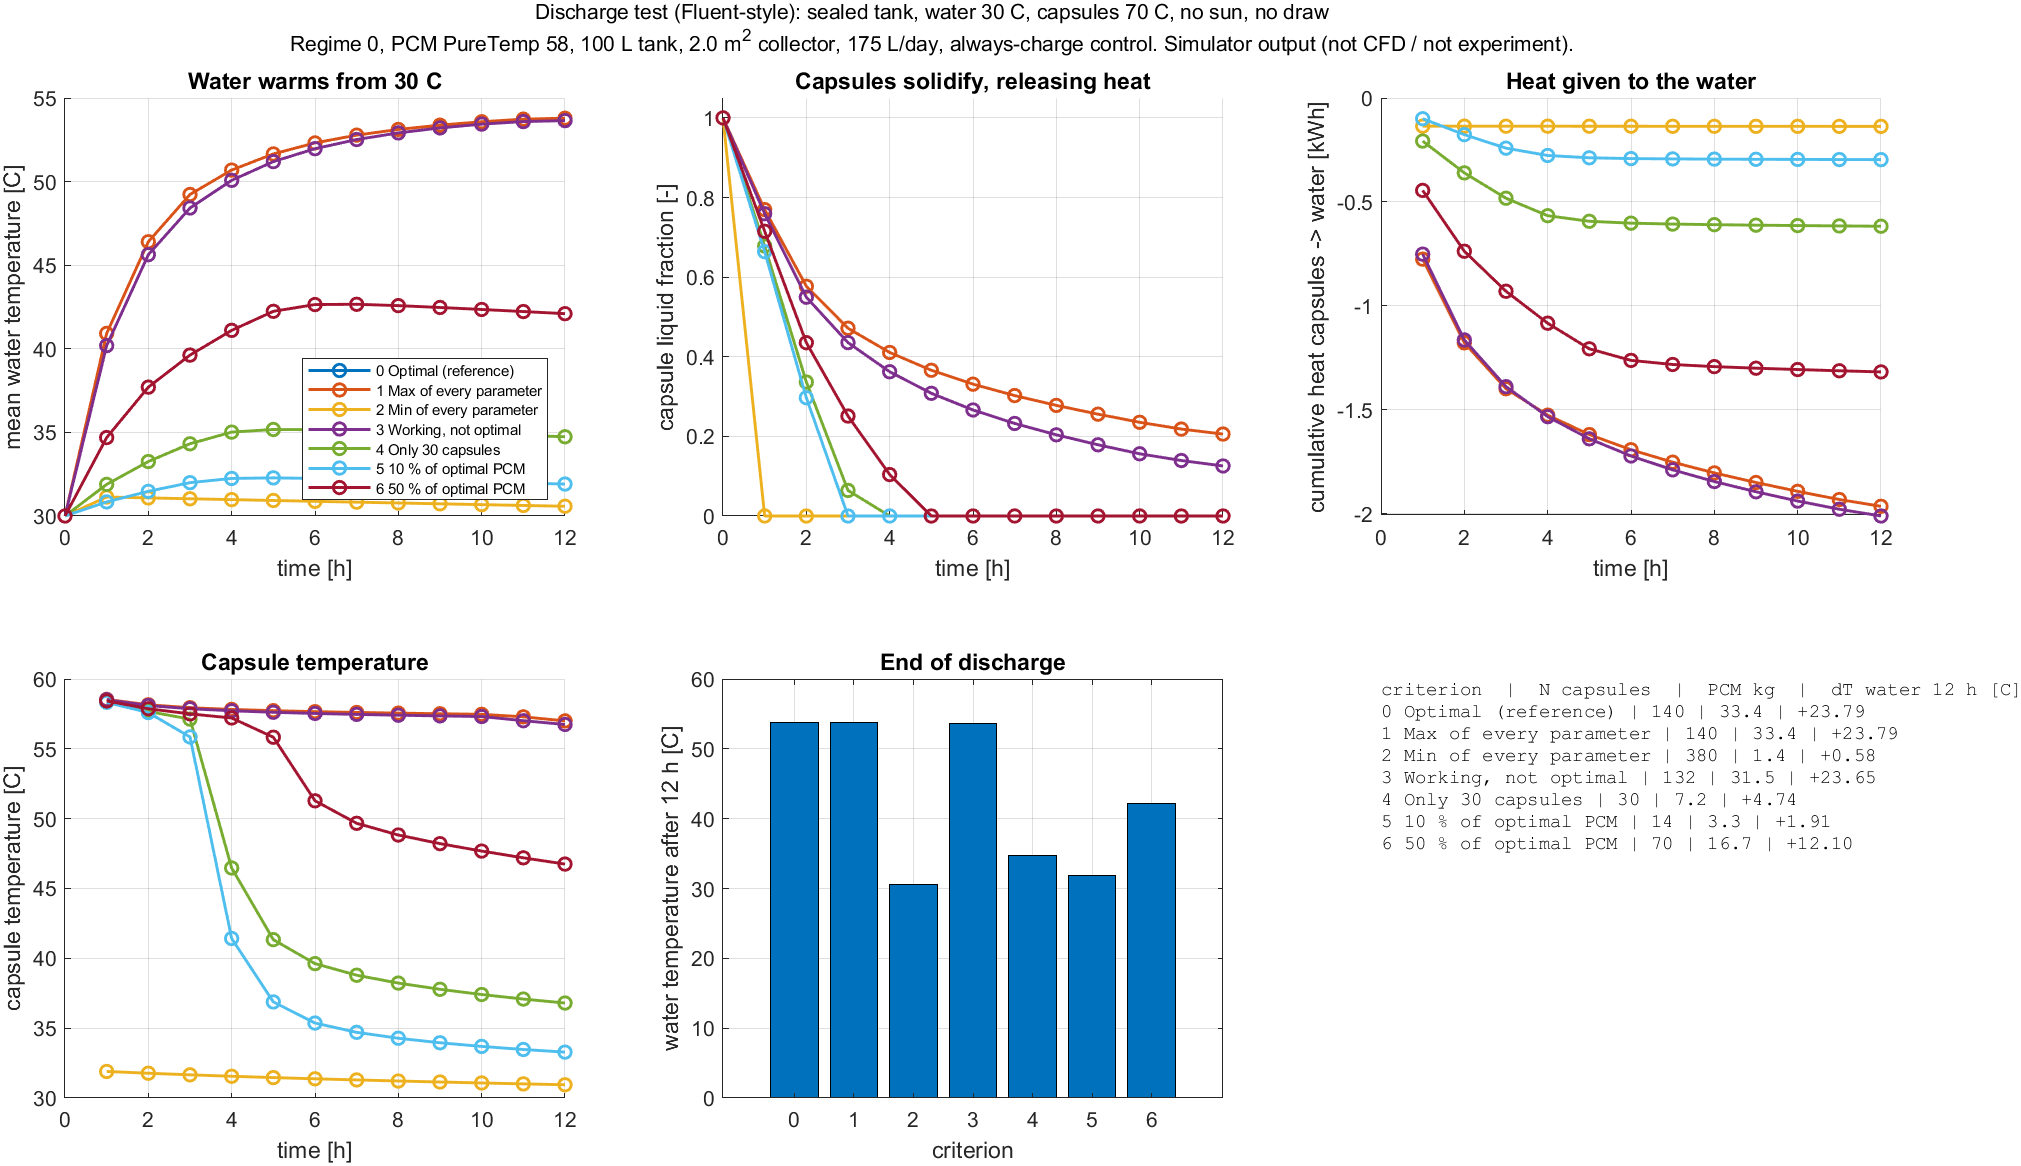 Discharge test (Fluent-style): sealed tank, water 30 C, capsules 70 C, no sun, no draw
Regime 0, PCM PureTemp 58, 100 L tank, 2.0 m² collector, 175 L/day, always-charge control. Simulator output (not CFD / not experiment).
Water warms from 30 C
55
50
45
40
35
30
0 2 4 6 8 10 12
time [h]
mean water temperature [C]
0 Optimal (reference)
1 Max of every parameter
2 Min of every parameter
3 Working, not optimal
4 Only 30 capsules
5 10 % of optimal PCM
6 50 % of optimal PCM
Capsules solidify, releasing heat
1
0.8
0.6
0.4
0.2
0
0 2 4 6 8 10 12
time [h]
capsule liquid fraction [-]
Heat given to the water
0
-0.5
-1
-1.5
-2
0 2 4 6 8 10 12
time [h]
cumulative heat capsules -> water [kWh]
Capsule temperature
60
55
50
45
40
35
30
0 2 4 6 8 10 12
time [h]
capsule temperature [C]
End of discharge
60
50
40
30
20
10
0
0 1 2 3 4 5 6
criterion
water temperature after 12 h [C]
criterion | N capsules | PCM kg | dT water 12 h [C]
0 Optimal (reference) | 140 | 33.4 | +23.79
1 Max of every parameter | 140 | 33.4 | +23.79
2 Min of every parameter | 380 | 1.4 | +0.58
3 Working, not optimal | 132 | 31.5 | +23.65
4 Only 30 capsules | 30 | 7.2 | +4.74
5 10 % of optimal PCM | 14 | 3.3 | +1.91
6 50 % of optimal PCM | 70 | 16.7 | +12.10